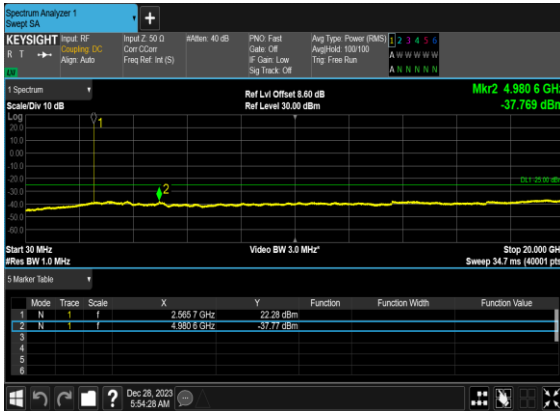 Spectrum Analyzer 1
Swept SA
+
KEYSIGHT
R T
Input: RF
Coupling: DC
Align: Auto
Input Z: 50 Ω
Corr CCorr
Freq Ref: Int (S)
#Atten: 40 dB
PNO: Fast
Gate: Off
IF Gain: Low
Sig Track: Off
Avg Type: Power (RMS)
Avg|Hold: 100/100
Trig: Free Run
1 2 3 4 5 6
A W W W W W
A N N N N N
1 Spectrum
Scale/Div 10 dB
Ref Lvl Offset 8.60 dB
Ref Level 30.00 dBm
Mkr2 4.980 6 GHz
-37.769 dBm
Log
20.0
10.0
0.00
-10.0
-20.0
-30.0
-40.0
-50.0
-60.0
1
2
DL1 -25.00 dBm
Start 30 MHz
#Res BW 1.0 MHz
Video BW 3.0 MHz*
Stop 20.000 GHz
Sweep 34.7 ms (40001 pts)
5 Marker Table
Mode Trace Scale X Y Function Function Width Function Value
1 N 1 f 2.565 7 GHz 22.28 dBm
2 N 1 f 4.980 6 GHz -37.77 dBm
3
4
5
6
?
Dec 28, 2023
5:54:28 AM